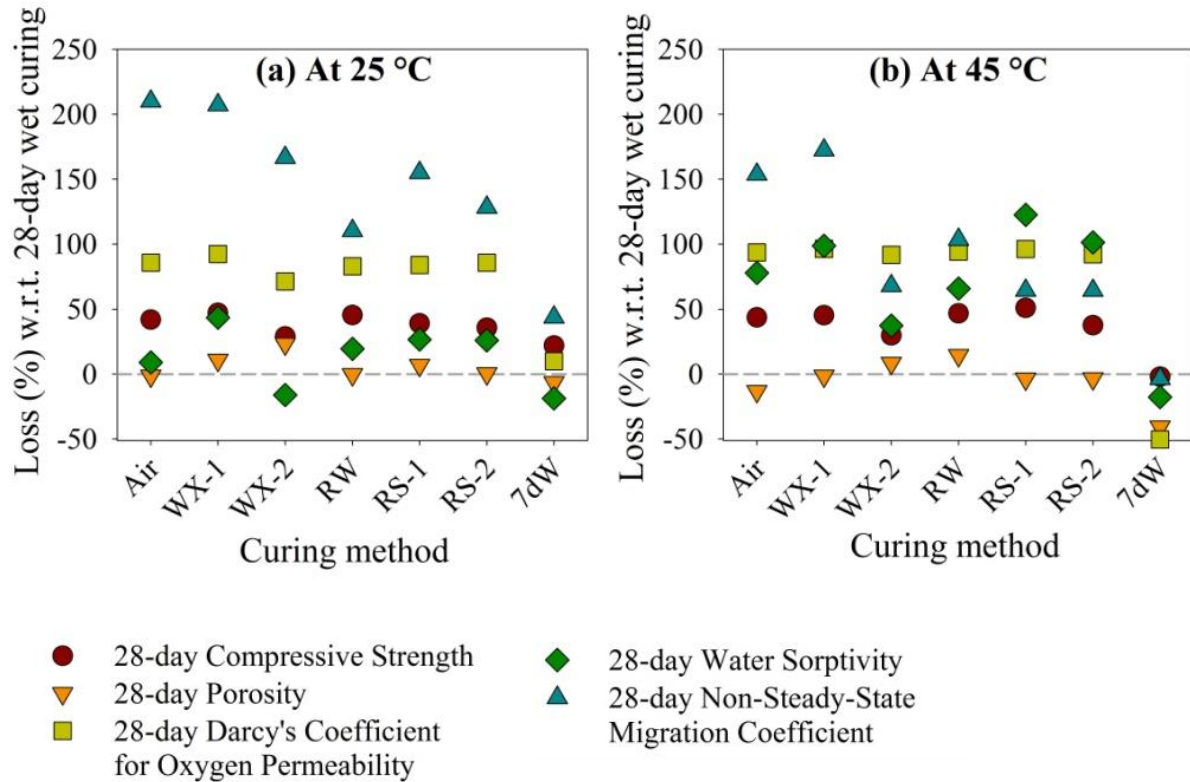 Loss (%) w.r.t. 28-day wet curing
250
200
150
100
50
0
-50
(a) At 25 °C
Air
WX-1
WX-2
RW
RS-1
RS-2
7dW
Curing method
Loss (%) w.r.t. 28-day wet curing
250
200
150
100
50
0
-50
(b) At 45 °C
Air
WX-1
WX-2
RW
RS-1
RS-2
7dW
Curing method
28-day Compressive Strength
28-day Porosity
28-day Darcy's Coefficient
for Oxygen Permeability
28-day Water Sorptivity
28-day Non-Steady-State
Migration Coefficient